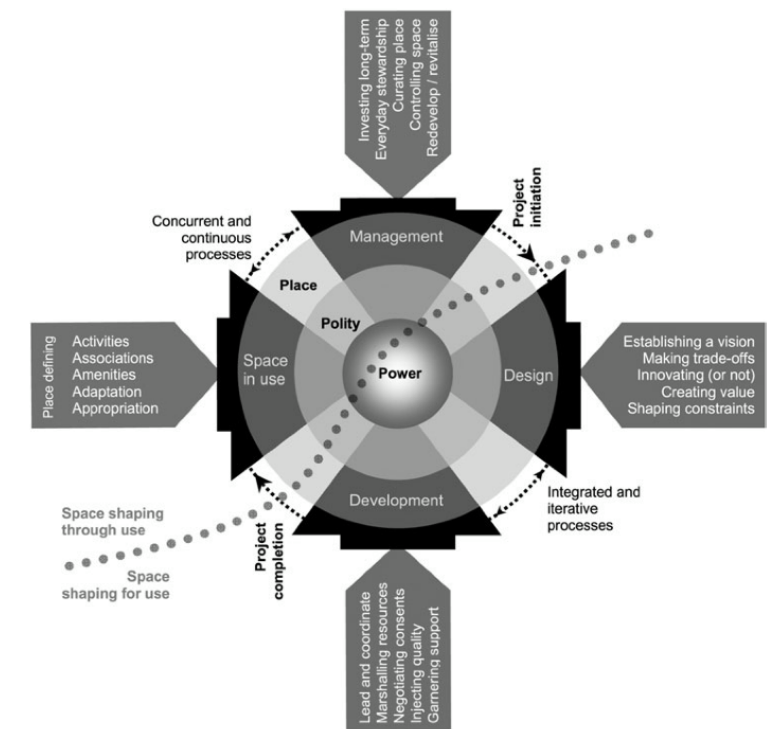 Investing long-term
Everyday stewardship
Curating place
Controlling space
Redevelop / revitalise
Concurrent and
continuous
processes
Project
initiation
Management
Place
Polity
Power
Space
in use
Design
Development
Place defining
Activities
Associations
Amenities
Adaptation
Appropriation
Establishing a vision
Making trade-offs
Innovating (or not)
Creating value
Shaping constraints
Space shaping
through use
Space
shaping for use
Project
completion
Integrated and
iterative
processes
Lead and coordinate
Marshalling resources
Negotiating consents
Injecting quality
Garnering support